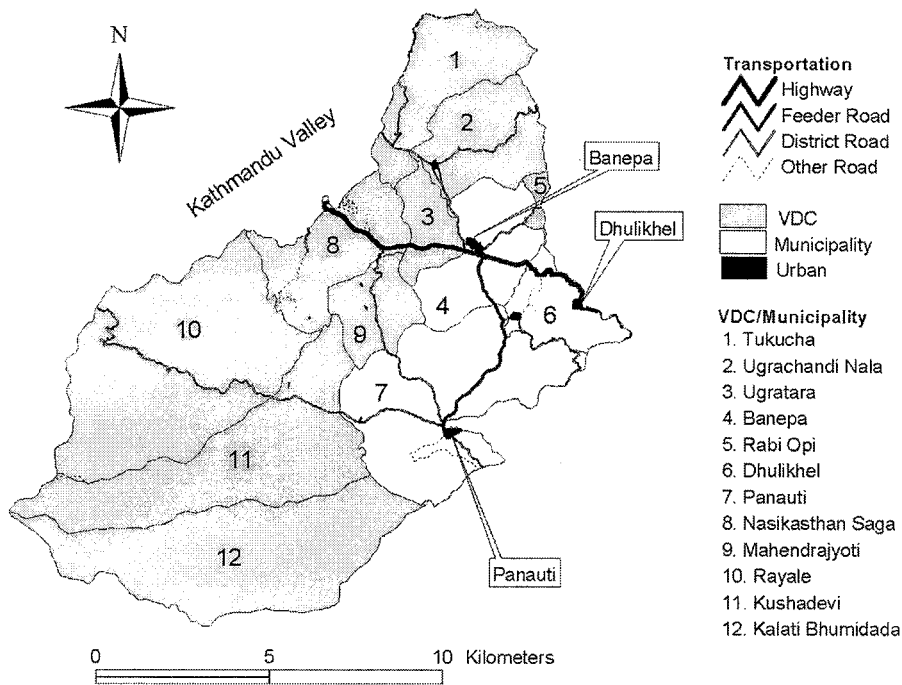 N
Kathmandu Valley
1
2
3
4
5
6
7
8
9
10
11
12
Banepa
Dhulikhel
Panauti
0 5 10 Kilometers
Transportation
Highway
Feeder Road
District Road
Other Road
VDC
Municipality
Urban
VDC/Municipality
1. Tukucha
2. Ugrachandi Nala
3. Ugratara
4. Banepa
5. Rabi Opi
6. Dhulikhel
7. Panauti
8. Nasikasthan Saga
9. Mahendrajyoti
10. Rayale
11. Kushadevi
12. Kalati Bhumidada